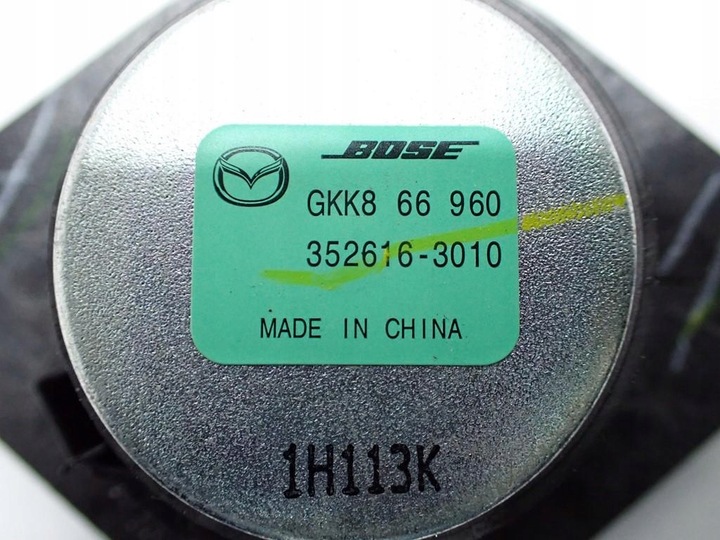 BOSE
GKK8 66 960
352616-3010
MADE IN CHINA
1H113K